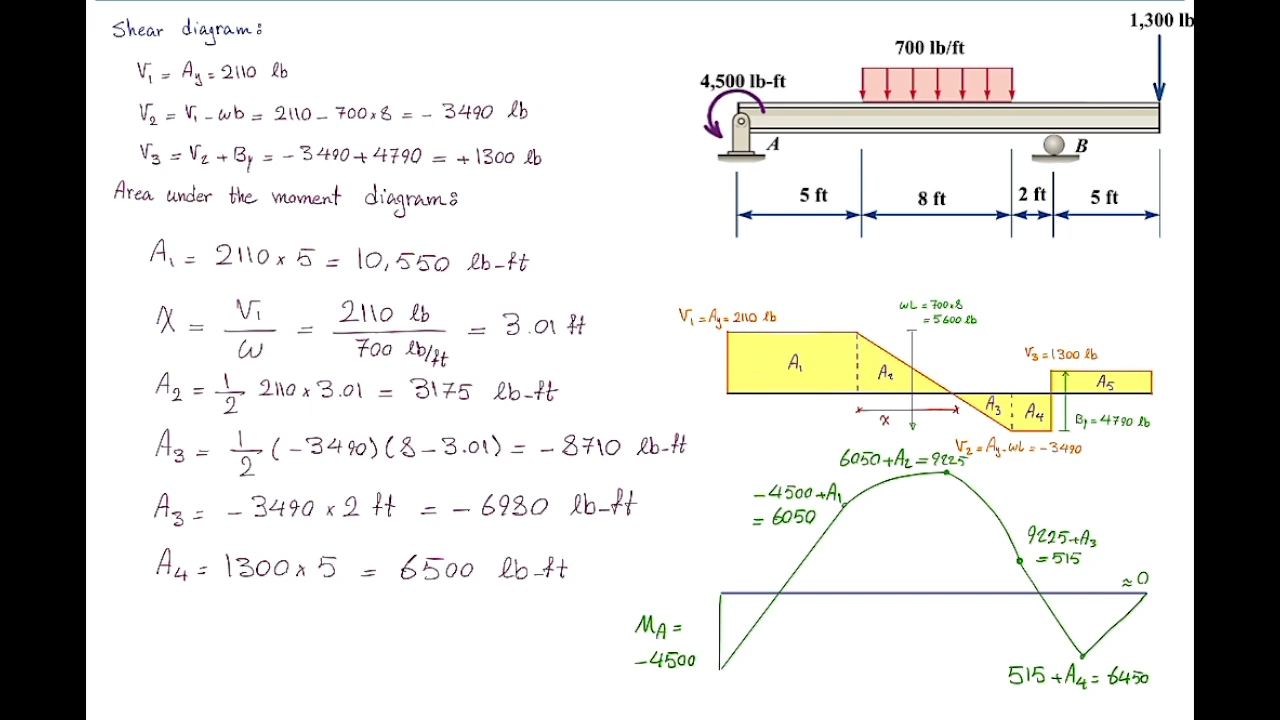 Shear diagram:
V₁ = Ay = 2110 lb
V₂ = V₁ - ωb = 2110 - 700×8 = - 3490 lb
V₃ = V₂ + By = - 3490 + 4790 = +1300 lb
Area under the moment diagram:
A₁ = 2110 × 5 = 10,550 lb-ft
X = V₁/ω = 2110 lb / 700 lb/ft = 3.01 ft
A₂ = 1/2 2110 × 3.01 = 3175 lb-ft
A₃ = 1/2 (-3490)(8 - 3.01) = - 8710 lb-ft
A₃ = - 3490 × 2 ft = - 6980 lb-ft
A₄ = 1300 × 5 = 6500 lb-ft
1,300 lb
700 lb/ft
4,500 lb-ft
A
B
5 ft
8 ft
2 ft
5 ft
ωL = 700×8
= 5600 lb
V₁ = Ay = 2110 lb
V₃ = 1300 lb
A₁
A₂
A₃
A₄
A₅
x
By = 4790 lb
V₂ = Ay - ωL = -3490
6050 + A₂ = 9225
-4500 + A₁
= 6050
9225 + A₃
= 515
≈ 0
MA =
-4500
515 + A₄ = 6450